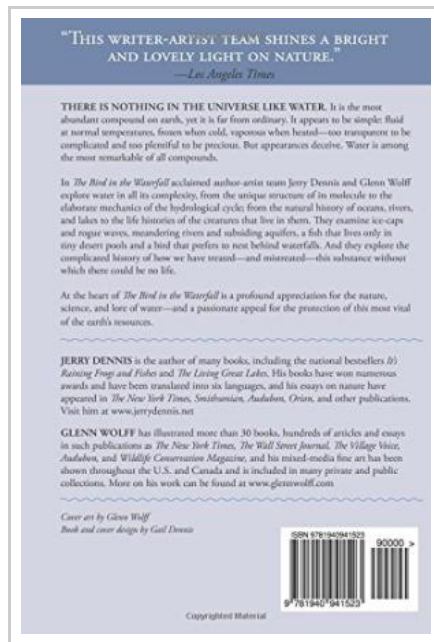 “THIS WRITER-ARTIST TEAM SHINES A BRIGHT
AND LOVELY LIGHT ON NATURE.”
—Los Angeles Times
THERE IS NOTHING IN THE UNIVERSE LIKE WATER. It is the most
abundant compound on earth, yet it is far from ordinary. It appears to be simple: fluid
at normal temperatures, frozen when cold, vaporous when heated—too transparent to be
complicated and too plentiful to be precious. But appearances deceive. Water is among
the most remarkable of all compounds.
In The Bird in the Waterfall acclaimed author-artist team Jerry Dennis and Glenn Wolff
explore water in all its complexity, from the unique structure of its molecule to the
elaborate mechanics of the hydrological cycle; from the natural history of oceans, rivers,
and lakes to the life histories of the creatures that live in them. They examine ice-caps
and rogue waves, meandering rivers and subsiding aquifers, a fish that lives only in
tiny desert pools and a bird that prefers to nest behind waterfalls. And they explore the
complicated history of how we have treated—and mistreated—this substance without
which there could be no life.
At the heart of The Bird in the Waterfall is a profound appreciation for the nature,
science, and lore of water—and a passionate appeal for the protection of this most vital
of the earth's resources.
JERRY DENNIS is the author of many books, including the national bestsellers It's
Raining Frogs and Fishes and The Living Great Lakes. His books have won numerous
awards and have been translated into six languages, and his essays on nature have
appeared in The New York Times, Smithsonian, Audubon, Orion, and other publications.
Visit him at www.jerrydennis.net
GLENN WOLFF has illustrated more than 30 books, hundreds of articles and essays
in such publications as The New York Times, The Wall Street Journal, The Village Voice,
Audubon, and Wildlife Conservation Magazine, and his mixed-media fine art has been
shown throughout the U.S. and Canada and is included in many private and public
collections. More on his work can be found at www.glennwolff.com
Cover art by Glenn Wolff
Book and cover design by Gail Dennis
ISBN 9781940941523
90000 >
9 781940 941523
Copyrighted Material